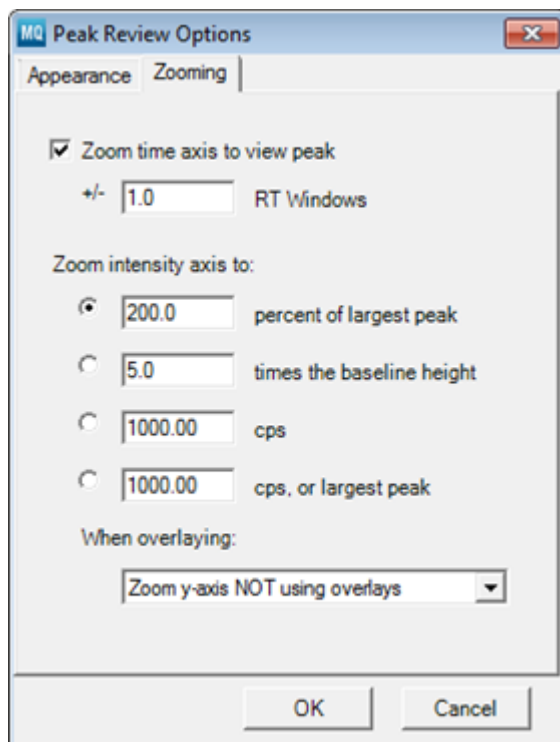 MQ Peak Review Options
Appearance Zooming
Zoom time axis to view peak
+/- 1.0 RT Windows
Zoom intensity axis to:
200.0 percent of largest peak
5.0 times the baseline height
1000.00 cps
1000.00 cps, or largest peak
When overlaying:
Zoom y-axis NOT using overlays
OK Cancel